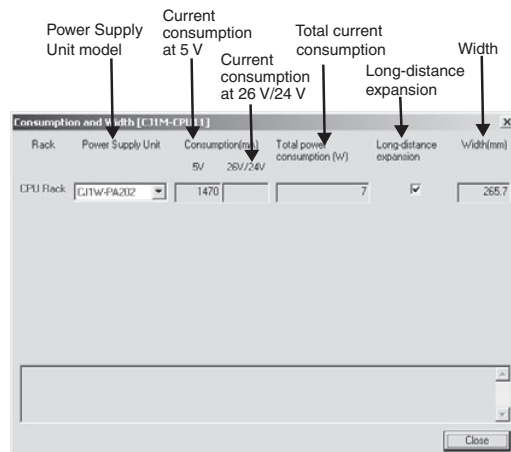 Power Supply
Unit model
Current
consumption
at 5 V
Current
consumption
at 26 V/24 V
Total current
consumption
Long-distance
expansion
Width
Consumption and Width [CJ1M-CPU11]
Rack
Power Supply Unit
Consumption(mA)
5V
26V/24V
Total power
consumption (W)
Long-distance
expansion
Width(mm)
CPU Rack
CJ1W-PA202
1470
7
265.7
Close